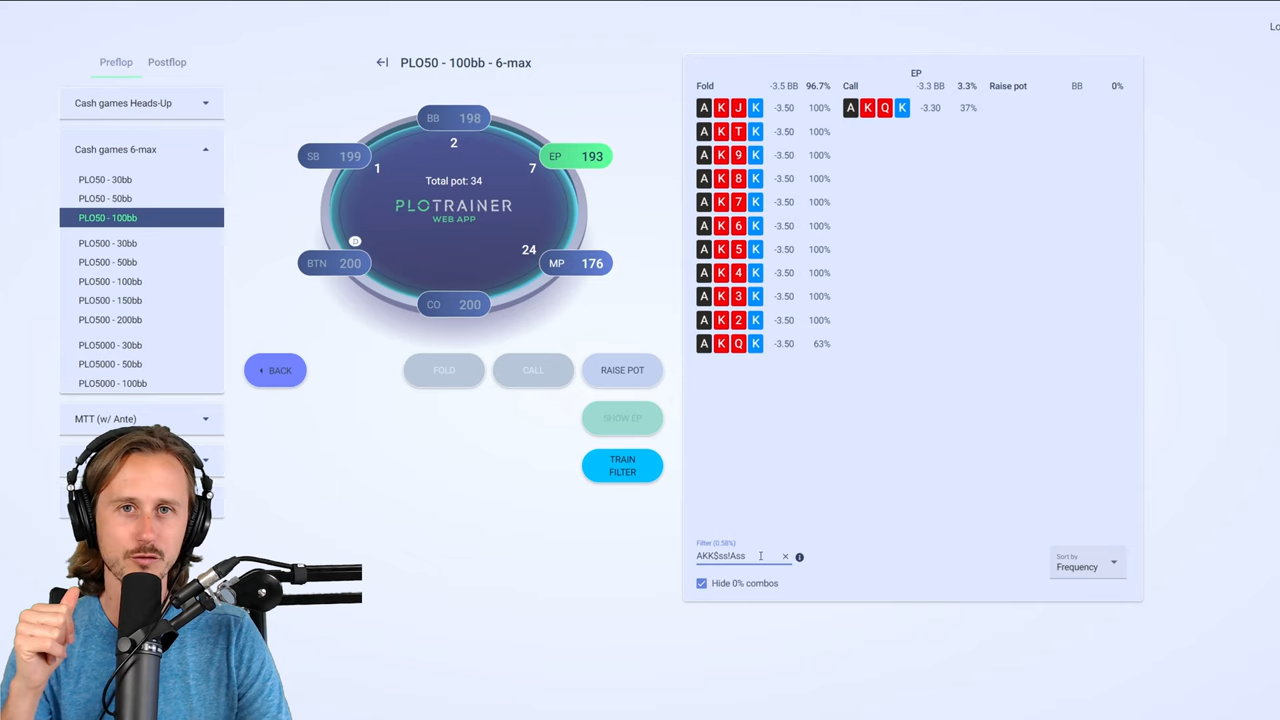 Lo
Preflop Postflop
Cash games Heads-Up
Cash games 6-max
PLO50 - 30bb
PLO50 - 50bb
PLO50 - 100bb
PLO500 - 30bb
PLO500 - 50bb
PLO500 - 100bb
PLO500 - 150bb
PLO500 - 200bb
PLO5000 - 30bb
PLO5000 - 50bb
PLO5000 - 100bb
MTT (w/ Ante)
PLO50 - 100bb - 6-max
BB 198
2
SB 199
1
EP 193
7
Total pot: 34
PLOTRAINER
WEB APP
D
BTN 200
24
MP 176
CO 200
BACK
FOLD
CALL
RAISE POT
SHOW EP
TRAIN
FILTER
EP
Fold -3.5 BB 96.7% Call -3.3 BB 3.3% Raise pot BB 0%
A K J K -3.50 100% A K Q K -3.30 37%
A K T K -3.50 100%
A K 9 K -3.50 100%
A K 8 K -3.50 100%
A K 7 K -3.50 100%
A K 6 K -3.50 100%
A K 5 K -3.50 100%
A K 4 K -3.50 100%
A K 3 K -3.50 100%
A K 2 K -3.50 100%
A K Q K -3.50 63%
Filter (0.58%)
AKK$ss!Ass
Hide 0% combos
Sort by
Frequency